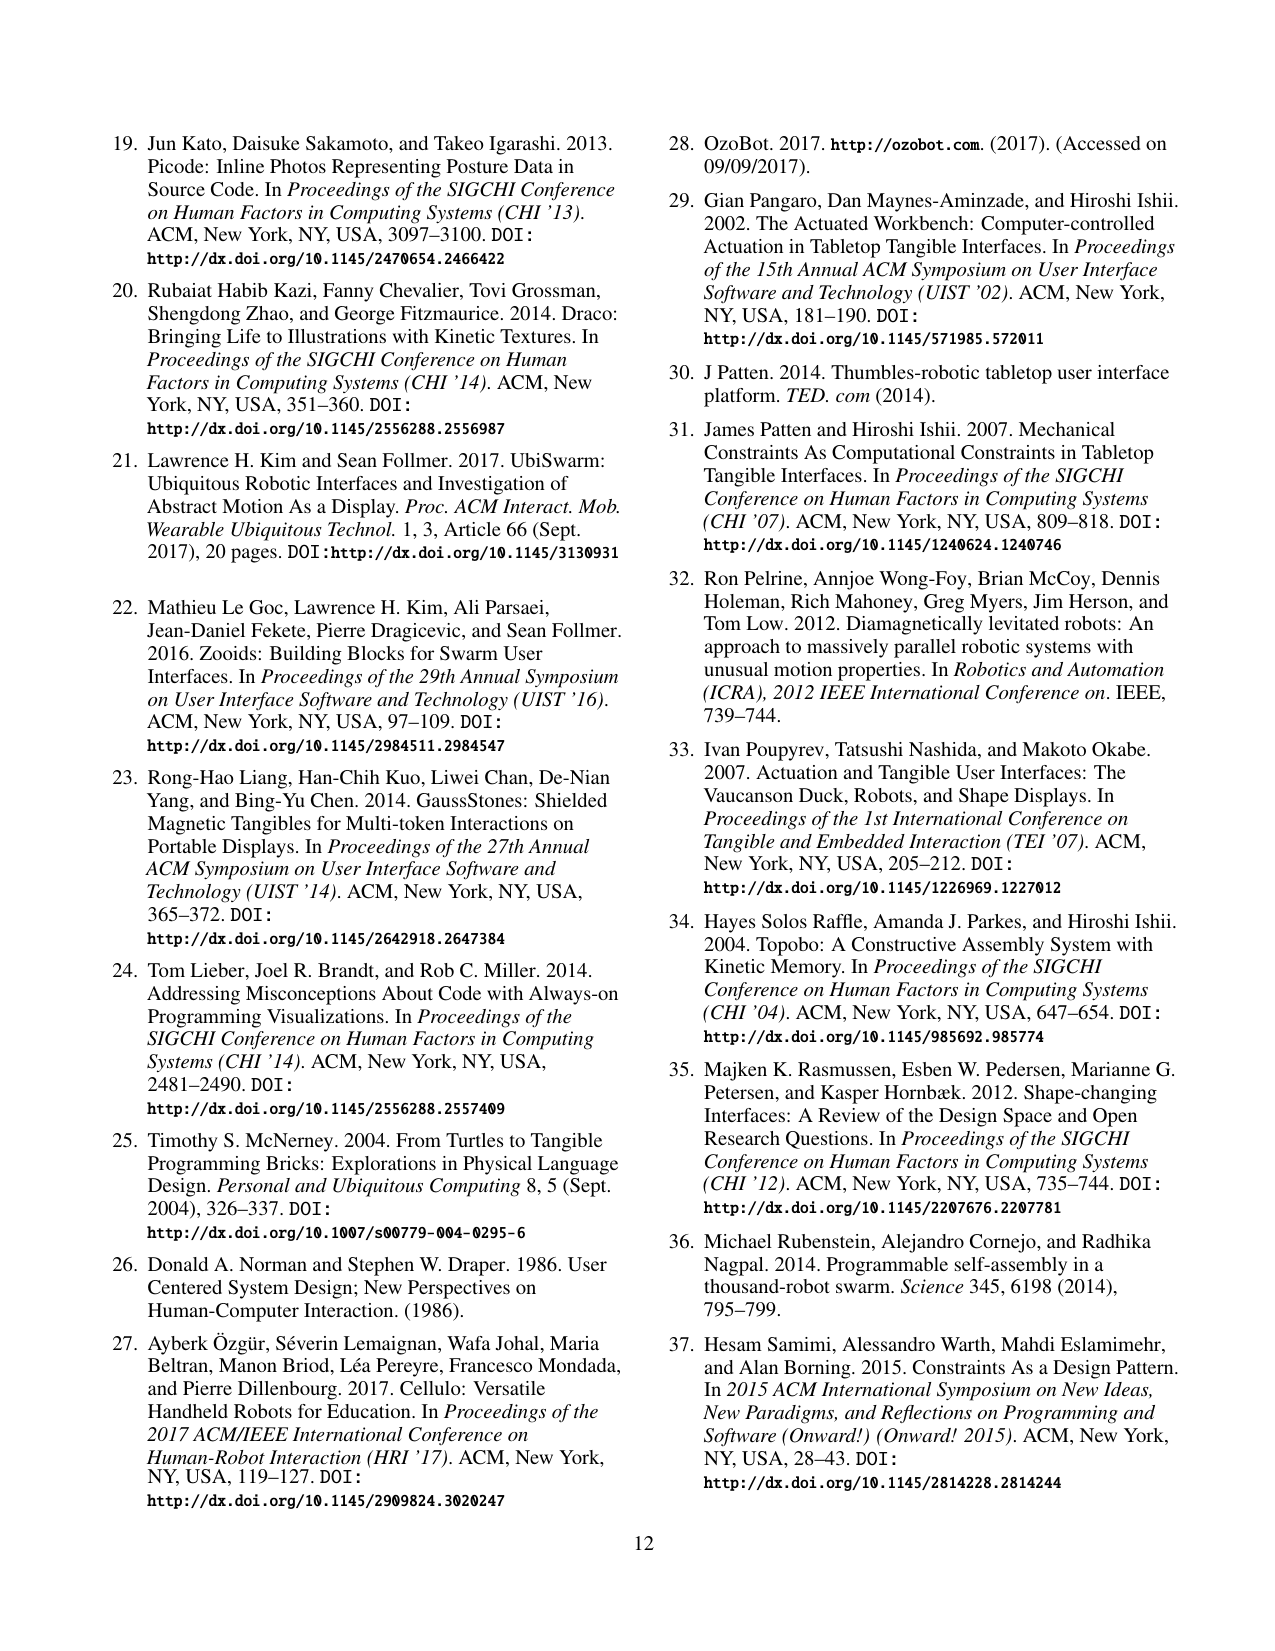 19. Jun Kato, Daisuke Sakamoto, and Takeo Igarashi. 2013.
Picode: Inline Photos Representing Posture Data in
Source Code. In Proceedings of the SIGCHI Conference
on Human Factors in Computing Systems (CHI '13).
ACM, New York, NY, USA, 3097–3100. DOI:
http://dx.doi.org/10.1145/2470654.2466422
20. Rubaiat Habib Kazi, Fanny Chevalier, Tovi Grossman,
Shengdong Zhao, and George Fitzmaurice. 2014. Draco:
Bringing Life to Illustrations with Kinetic Textures. In
Proceedings of the SIGCHI Conference on Human
Factors in Computing Systems (CHI '14). ACM, New
York, NY, USA, 351–360. DOI:
http://dx.doi.org/10.1145/2556288.2556987
21. Lawrence H. Kim and Sean Follmer. 2017. UbiSwarm:
Ubiquitous Robotic Interfaces and Investigation of
Abstract Motion As a Display. Proc. ACM Interact. Mob.
Wearable Ubiquitous Technol. 1, 3, Article 66 (Sept.
2017), 20 pages. DOI:http://dx.doi.org/10.1145/3130931
22. Mathieu Le Goc, Lawrence H. Kim, Ali Parsaei,
Jean-Daniel Fekete, Pierre Dragicevic, and Sean Follmer.
2016. Zooids: Building Blocks for Swarm User
Interfaces. In Proceedings of the 29th Annual Symposium
on User Interface Software and Technology (UIST '16).
ACM, New York, NY, USA, 97–109. DOI:
http://dx.doi.org/10.1145/2984511.2984547
23. Rong-Hao Liang, Han-Chih Kuo, Liwei Chan, De-Nian
Yang, and Bing-Yu Chen. 2014. GaussStones: Shielded
Magnetic Tangibles for Multi-token Interactions on
Portable Displays. In Proceedings of the 27th Annual
ACM Symposium on User Interface Software and
Technology (UIST '14). ACM, New York, NY, USA,
365–372. DOI:
http://dx.doi.org/10.1145/2642918.2647384
24. Tom Lieber, Joel R. Brandt, and Rob C. Miller. 2014.
Addressing Misconceptions About Code with Always-on
Programming Visualizations. In Proceedings of the
SIGCHI Conference on Human Factors in Computing
Systems (CHI '14). ACM, New York, NY, USA,
2481–2490. DOI:
http://dx.doi.org/10.1145/2556288.2557409
25. Timothy S. McNerney. 2004. From Turtles to Tangible
Programming Bricks: Explorations in Physical Language
Design. Personal and Ubiquitous Computing 8, 5 (Sept.
2004), 326–337. DOI:
http://dx.doi.org/10.1007/s00779-004-0295-6
26. Donald A. Norman and Stephen W. Draper. 1986. User
Centered System Design; New Perspectives on
Human-Computer Interaction. (1986).
27. Ayberk Özgür, Séverin Lemaignan, Wafa Johal, Maria
Beltran, Manon Briod, Léa Pereyre, Francesco Mondada,
and Pierre Dillenbourg. 2017. Cellulo: Versatile
Handheld Robots for Education. In Proceedings of the
2017 ACM/IEEE International Conference on
Human-Robot Interaction (HRI '17). ACM, New York,
NY, USA, 119–127. DOI:
http://dx.doi.org/10.1145/2909824.3020247
28. OzoBot. 2017. http://ozobot.com. (2017). (Accessed on
09/09/2017).
29. Gian Pangaro, Dan Maynes-Aminzade, and Hiroshi Ishii.
2002. The Actuated Workbench: Computer-controlled
Actuation in Tabletop Tangible Interfaces. In Proceedings
of the 15th Annual ACM Symposium on User Interface
Software and Technology (UIST '02). ACM, New York,
NY, USA, 181–190. DOI:
http://dx.doi.org/10.1145/571985.572011
30. J Patten. 2014. Thumbles-robotic tabletop user interface
platform. TED. com (2014).
31. James Patten and Hiroshi Ishii. 2007. Mechanical
Constraints As Computational Constraints in Tabletop
Tangible Interfaces. In Proceedings of the SIGCHI
Conference on Human Factors in Computing Systems
(CHI '07). ACM, New York, NY, USA, 809–818. DOI:
http://dx.doi.org/10.1145/1240624.1240746
32. Ron Pelrine, Annjoe Wong-Foy, Brian McCoy, Dennis
Holeman, Rich Mahoney, Greg Myers, Jim Herson, and
Tom Low. 2012. Diamagnetically levitated robots: An
approach to massively parallel robotic systems with
unusual motion properties. In Robotics and Automation
(ICRA), 2012 IEEE International Conference on. IEEE,
739–744.
33. Ivan Poupyrev, Tatsushi Nashida, and Makoto Okabe.
2007. Actuation and Tangible User Interfaces: The
Vaucanson Duck, Robots, and Shape Displays. In
Proceedings of the 1st International Conference on
Tangible and Embedded Interaction (TEI '07). ACM,
New York, NY, USA, 205–212. DOI:
http://dx.doi.org/10.1145/1226969.1227012
34. Hayes Solos Raffle, Amanda J. Parkes, and Hiroshi Ishii.
2004. Topobo: A Constructive Assembly System with
Kinetic Memory. In Proceedings of the SIGCHI
Conference on Human Factors in Computing Systems
(CHI '04). ACM, New York, NY, USA, 647–654. DOI:
http://dx.doi.org/10.1145/985692.985774
35. Majken K. Rasmussen, Esben W. Pedersen, Marianne G.
Petersen, and Kasper Hornbæk. 2012. Shape-changing
Interfaces: A Review of the Design Space and Open
Research Questions. In Proceedings of the SIGCHI
Conference on Human Factors in Computing Systems
(CHI '12). ACM, New York, NY, USA, 735–744. DOI:
http://dx.doi.org/10.1145/2207676.2207781
36. Michael Rubenstein, Alejandro Cornejo, and Radhika
Nagpal. 2014. Programmable self-assembly in a
thousand-robot swarm. Science 345, 6198 (2014),
795–799.
37. Hesam Samimi, Alessandro Warth, Mahdi Eslamimehr,
and Alan Borning. 2015. Constraints As a Design Pattern.
In 2015 ACM International Symposium on New Ideas,
New Paradigms, and Reflections on Programming and
Software (Onward!) (Onward! 2015). ACM, New York,
NY, USA, 28–43. DOI:
http://dx.doi.org/10.1145/2814228.2814244
12